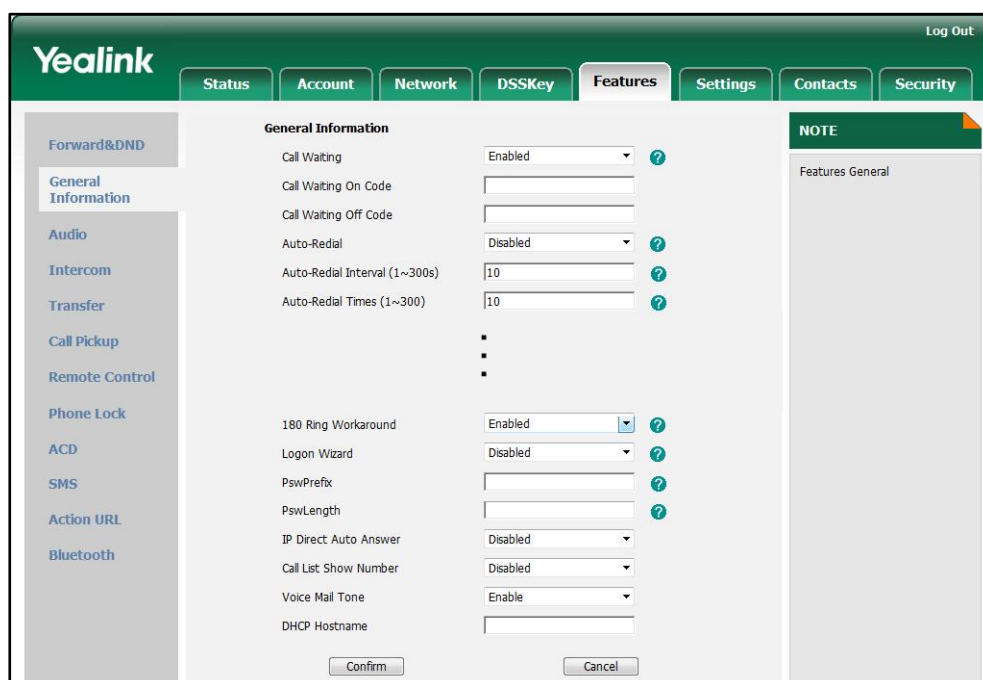 Log Out
Yealink
Status Account Network DSSKey Features Settings Contacts Security
Forward&DND
General Information
Audio
Intercom
Transfer
Call Pickup
Remote Control
Phone Lock
ACD
SMS
Action URL
Bluetooth
General Information
Call Waiting Enabled ?
Call Waiting On Code
Call Waiting Off Code
Auto-Redial Disabled ?
Auto-Redial Interval (1~300s) 10 ?
Auto-Redial Times (1~300) 10 ?
180 Ring Workaround Enabled ?
Logon Wizard Disabled ?
PswPrefix ?
PswLength ?
IP Direct Auto Answer Disabled
Call List Show Number Disabled
Voice Mail Tone Enable
DHCP Hostname
Confirm Cancel
NOTE
Features General